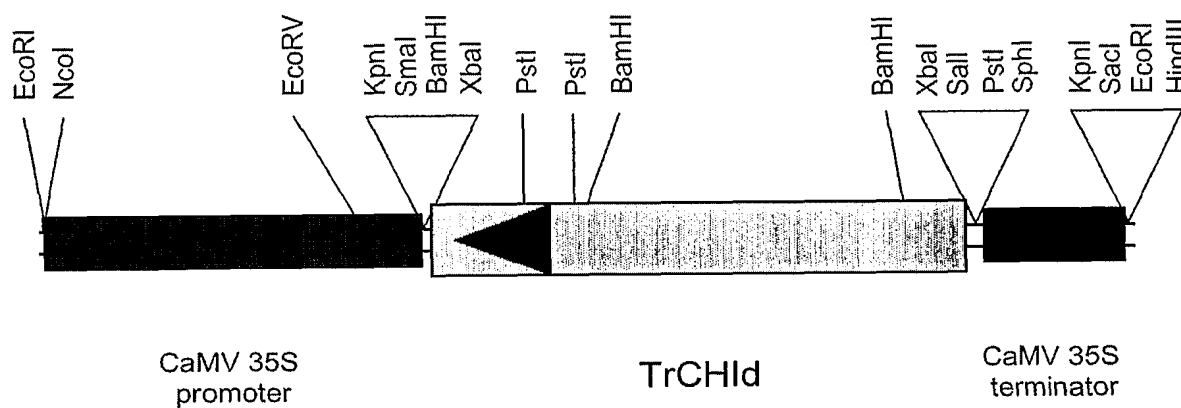 EcoRI
NcoI
EcoRV
KpnI
SmaI
BamHI
XbaI
PstI
PstI
BamHI
BamHI
XbaI
SalI
PstI
SphI
KpnI
SacI
EcoRI
HindIII
CaMV 35S
promoter
TrCHId
CaMV 35S
terminator